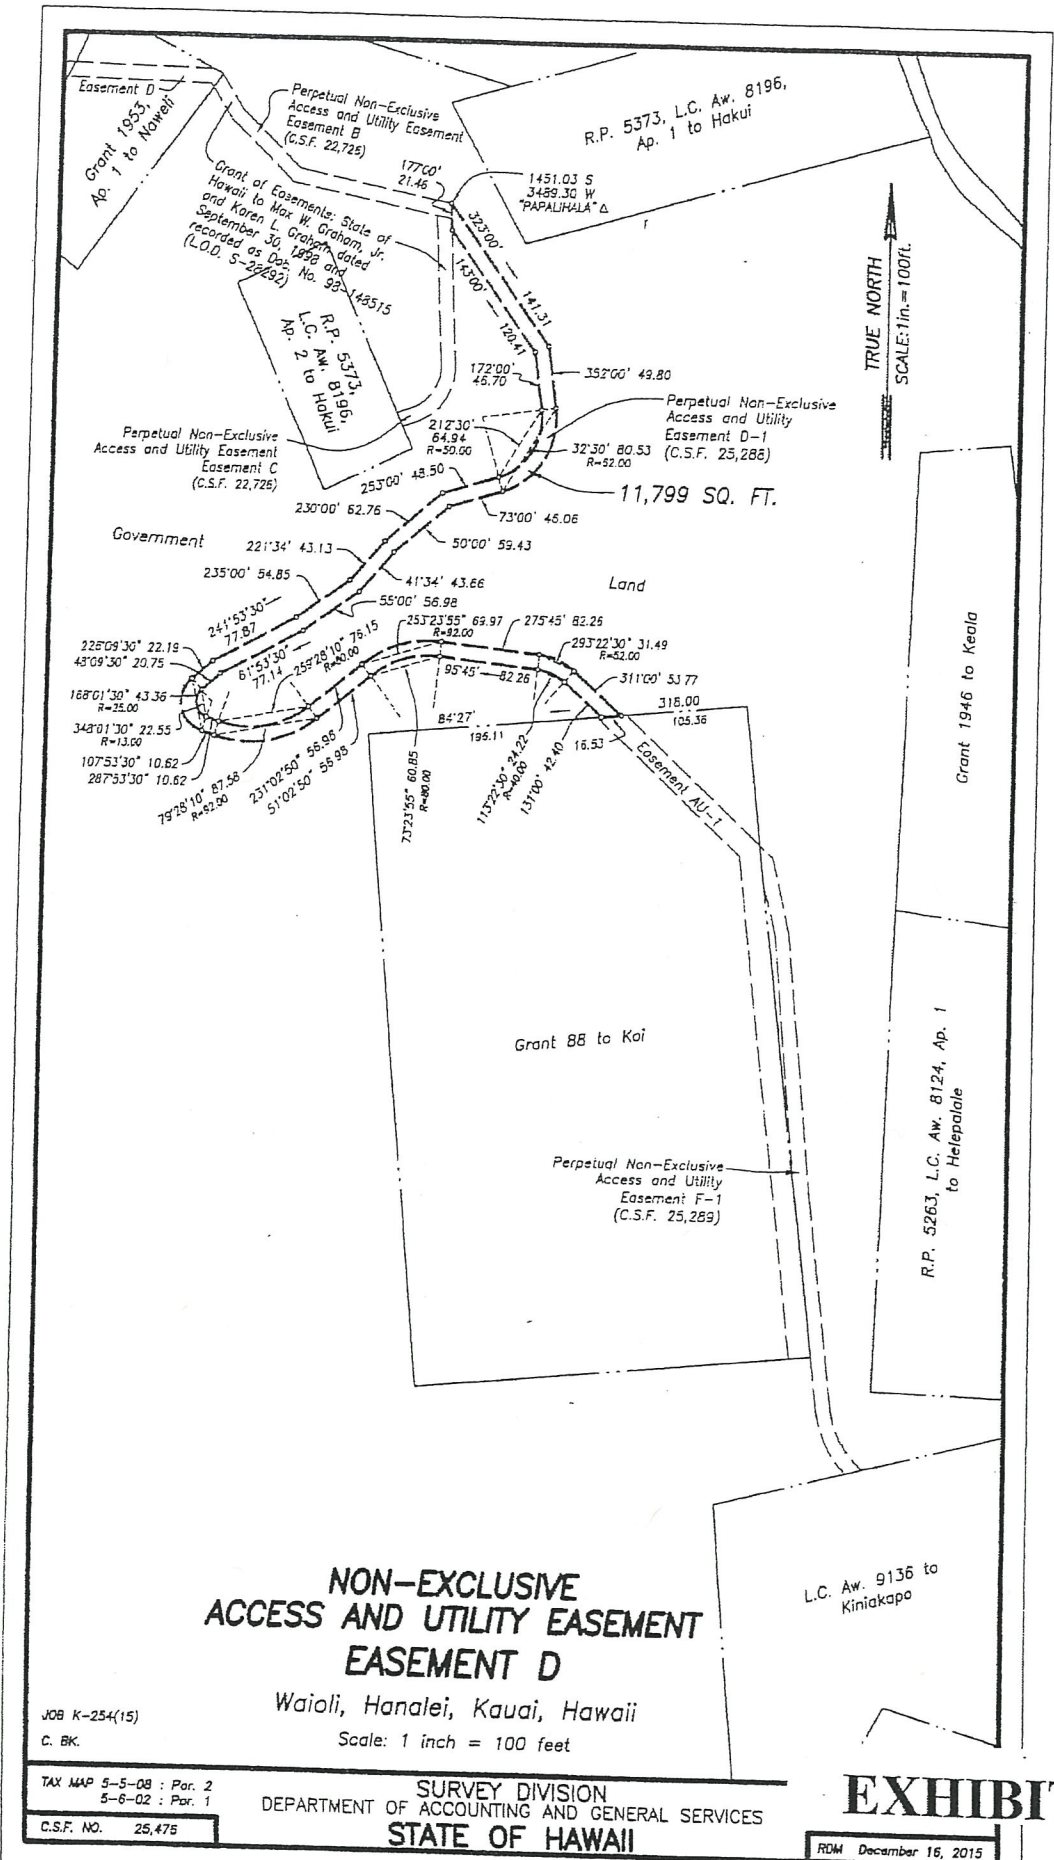 Easement D
Grant 1953,
Ap. 1 to Naweli
Perpetual Non-Exclusive
Access and Utility Easement
Easement B
(C.S.F. 22,725)
Grant of Easements: State of
Hawaii to Max W. Graham, Jr.
and Karen L. Graham dated
September 30, 1998 and
recorded as Doc. No. 98-148515
(L.O.D. S-28292)
R.P. 5373, L.C. Aw. 8196,
Ap. 1 to Hakui
177°00'
21.46
1451.03 S
3489.30 W
"PAPALIHALA" Δ
323°00'
141.31
143°00'
120.41
TRUE NORTH
SCALE: 1in.=100ft.
R.P. 5373,
L.C. Aw. 8196,
Ap. 2 to Hakui
172°00'
46.70
352°00' 49.80
Perpetual Non-Exclusive
Access and Utility
Easement D-1
(C.S.F. 25,288)
212°30'
64.94
R=50.00
32°30' 80.53
R=62.00
11,799 SQ. FT.
Perpetual Non-Exclusive
Access and Utility Easement
Easement C
(C.S.F. 22,726)
253°00' 48.50
73°00' 46.06
230°00' 62.76
50°00' 59.43
Government
Land
221°34' 43.13
41°34' 43.66
235°00' 54.85
55°00' 56.98
241°53'30"
77.87
61°53'30"
77.14
253°23'55" 69.97
R=92.00
275°45' 82.26
293°22'30" 31.49
R=52.00
311°00' 53.77
259°28'10" 76.15
R=80.00
95°45' 82.26
22.19
43°09'30" 20.75
168°01'30" 43.36
R=25.00
348°01'30" 22.55
R=13.00
107°53'30" 10.62
287°53'30" 10.62
79°28'10" 87.58
R=92.00
231°02'50" 56.98
51°02'50" 56.98
73°23'55" 60.85
R=80.00
84°27'
195.11
113°22'30" 24.22
R=40.00
131°00' 42.40
16.53
318.00
105.36
Easement AU-1
Grant 1946 to Keala
Grant 88 to Koi
R.P. 5263, L.C. Aw. 8124, Ap. 1
to Helepalale
Perpetual Non-Exclusive
Access and Utility
Easement F-1
(C.S.F. 25,289)
L.C. Aw. 9136 to
Kiniakapo
NON-EXCLUSIVE
ACCESS AND UTILITY EASEMENT
EASEMENT D
Waioli, Hanalei, Kauai, Hawaii
Scale: 1 inch = 100 feet
JOB K-254(15)
C. BK.
TAX MAP 5-5-08 : Por. 2
5-6-02 : Por. 1
C.S.F. NO. 25,475
SURVEY DIVISION
DEPARTMENT OF ACCOUNTING AND GENERAL SERVICES
STATE OF HAWAII
EXHIBIT
RDM December 16, 2015